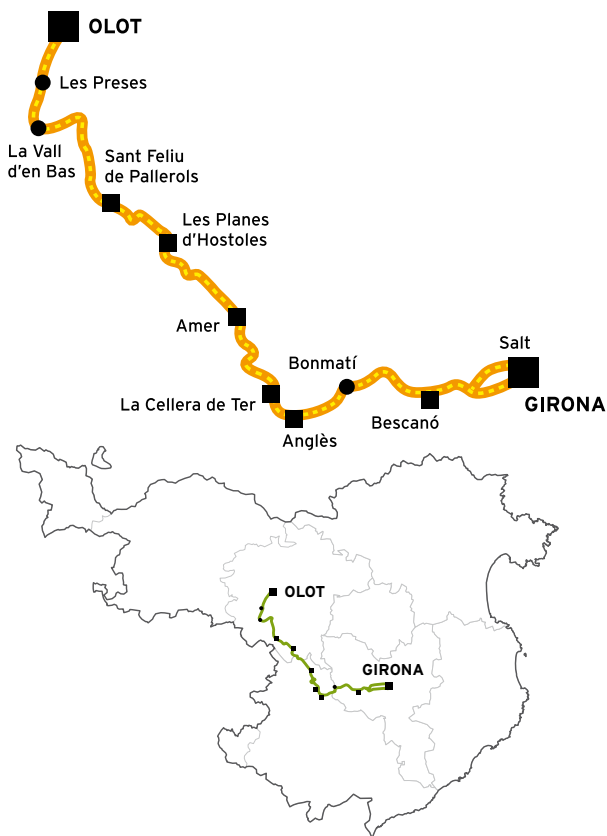 OLOT
Les Preses
La Vall
d'en Bas
Sant Feliu
de Pallerols
Les Planes
d'Hostoles
Amer
Salt
Bonmatí
GIRONA
La Cellera de Ter
Bescanó
Anglès
OLOT
GIRONA